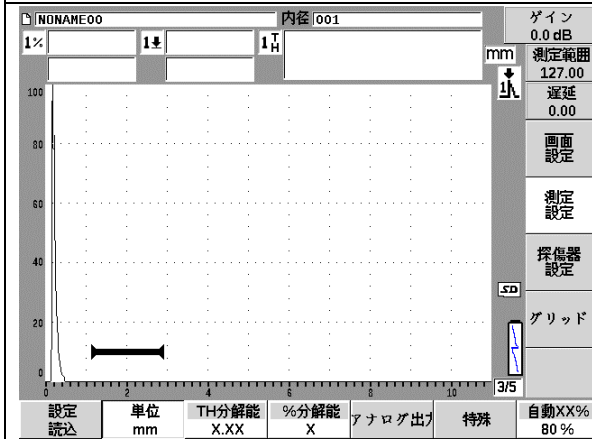 NONAME00 内径 001
ゲイン
0.0 dB
1% 1 1TH mm
測定範囲
127.00
遅延
0.00
画面
設定
測定
設定
探傷器
設定
グリッド
SD
3/5
100
80
60
40
20
0
0 2 4 6 8 10
設定
読込
単位
mm
TH分解能
X.XX
%分解能
X
アナログ出力
特殊
自動XX%
80 %